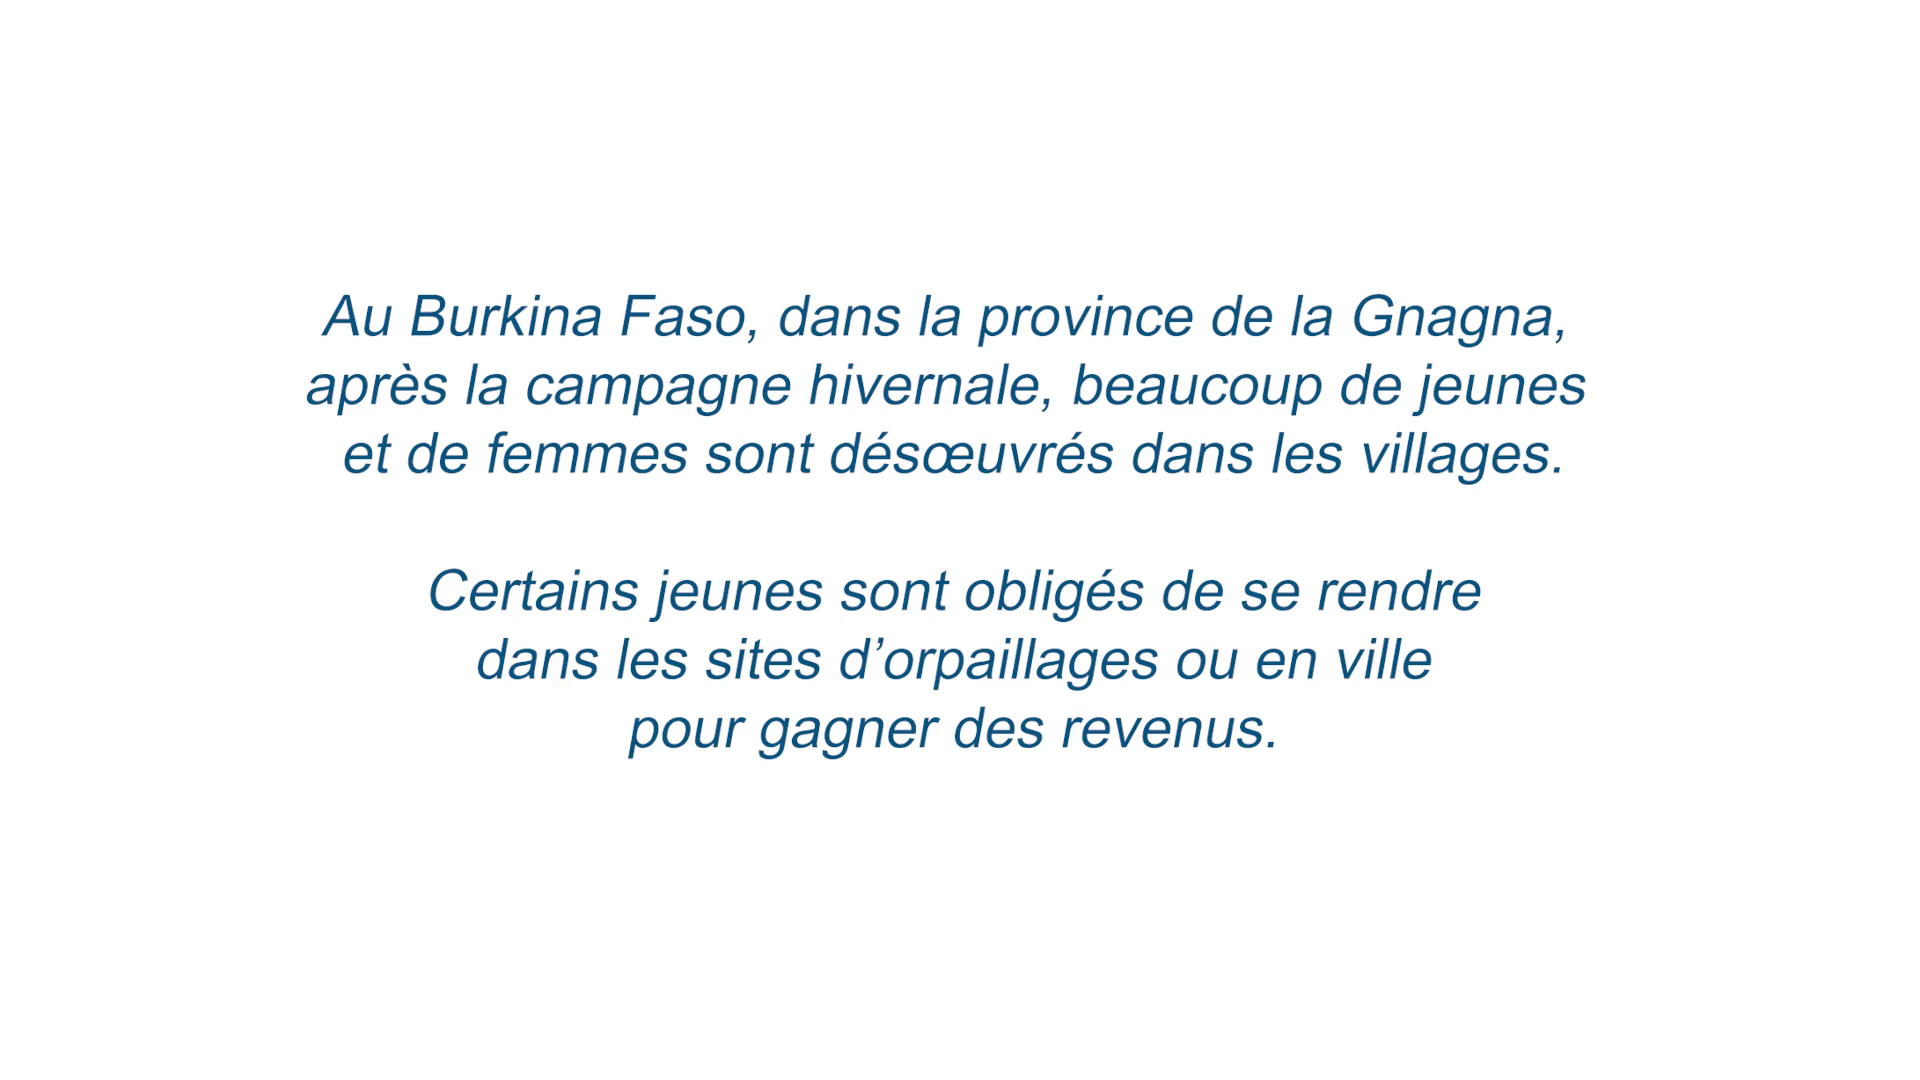 Au Burkina Faso, dans la province de la Gnagna,
après la campagne hivernale, beaucoup de jeunes
et de femmes sont désœuvrés dans les villages.
Certains jeunes sont obligés de se rendre
dans les sites d’orpaillages ou en ville
pour gagner des revenus.